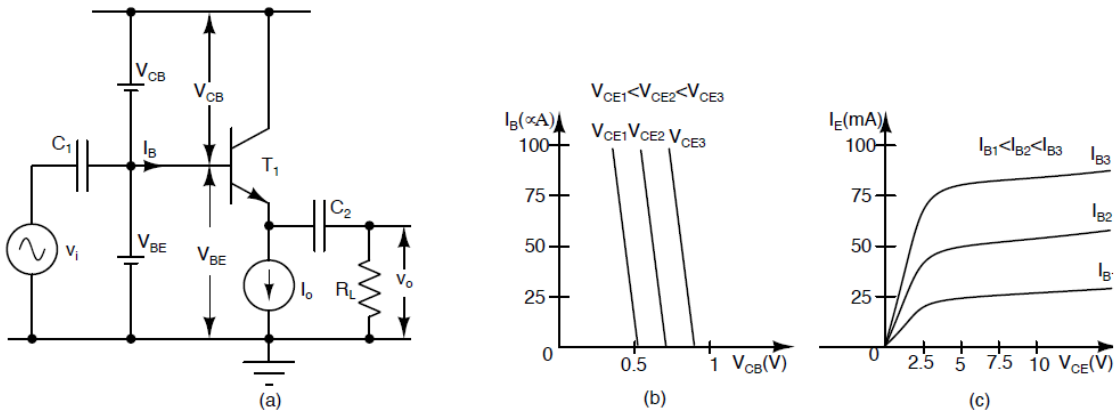 V_CB
V_CB
C_1
I_B
T_1
C_2
v_i
V_BE
V_BE
I_o
R_L
v_o
(a)
V_CE1<V_CE2<V_CE3
I_B(∝A)
V_CE1 V_CE2 V_CE3
100
75
50
25
0
0.5
1
V_CB(V)
(b)
I_E(mA)
I_B1<I_B2<I_B3
100
I_B3
75
I_B2
50
I_B1
25
0
2.5 5 7.5 10 V_CE(V)
(c)